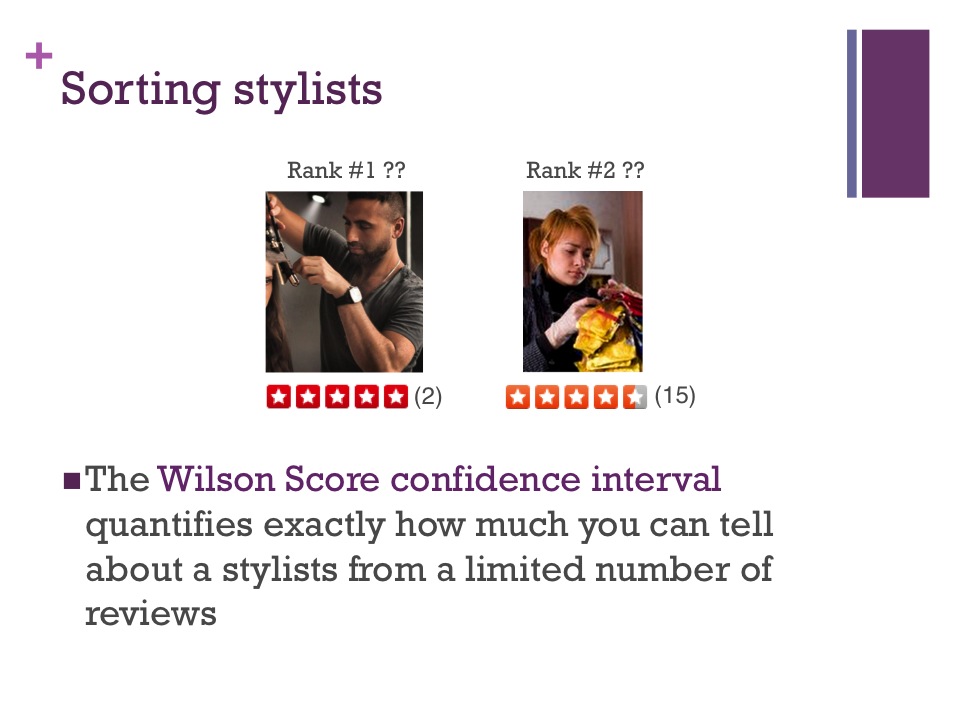 +
Sorting stylists
Rank #1 ??
Rank #2 ??
(2)
(15)
The Wilson Score confidence interval
quantifies exactly how much you can tell
about a stylists from a limited number of
reviews